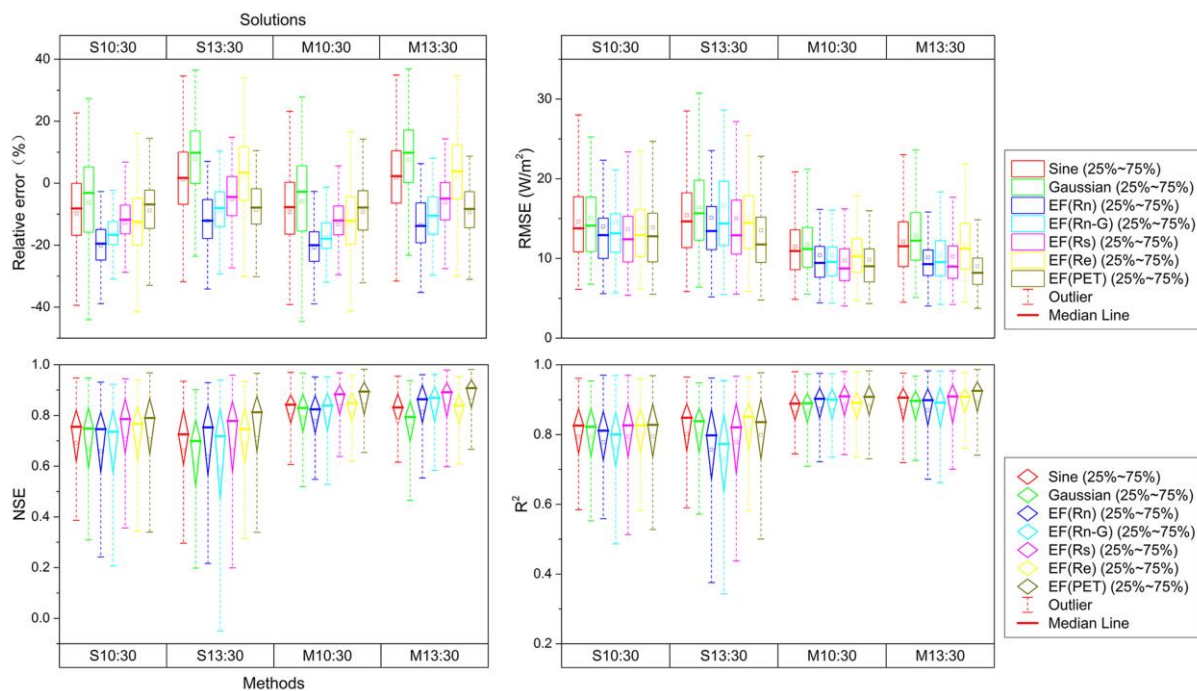 Solutions
S10:30 S13:30 M10:30 M13:30
S10:30 S13:30 M10:30 M13:30
Relative error (%)
40
20
0
-20
-40
RMSE (W/m²)
30
20
10
0
Sine (25%~75%)
Gaussian (25%~75%)
EF(Rn) (25%~75%)
EF(Rn-G) (25%~75%)
EF(Rs) (25%~75%)
EF(Re) (25%~75%)
EF(PET) (25%~75%)
Outlier
Median Line
NSE
1.0
0.8
0.6
0.4
0.2
0.0
R²
1.0
0.8
0.6
0.4
0.2
Sine (25%~75%)
Gaussian (25%~75%)
EF(Rn) (25%~75%)
EF(Rn-G) (25%~75%)
EF(Rs) (25%~75%)
EF(Re) (25%~75%)
EF(PET) (25%~75%)
Outlier
Median Line
S10:30 S13:30 M10:30 M13:30
S10:30 S13:30 M10:30 M13:30
Methods